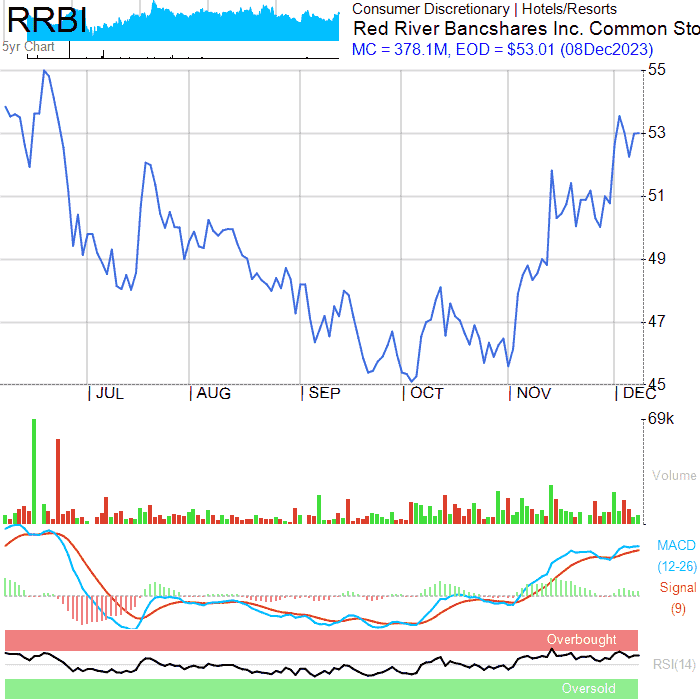 RRBI
5yr Chart
Consumer Discretionary | Hotels/Resorts
Red River Bancshares Inc. Common Sto
MC = 378.1M, EOD = $53.01 (08Dec2023)
55
53
51
49
47
45
JUL
AUG
SEP
OCT
NOV
DEC
69k
Volume
MACD
(12-26)
Signal
(9)
Overbought
RSI(14)
Oversold